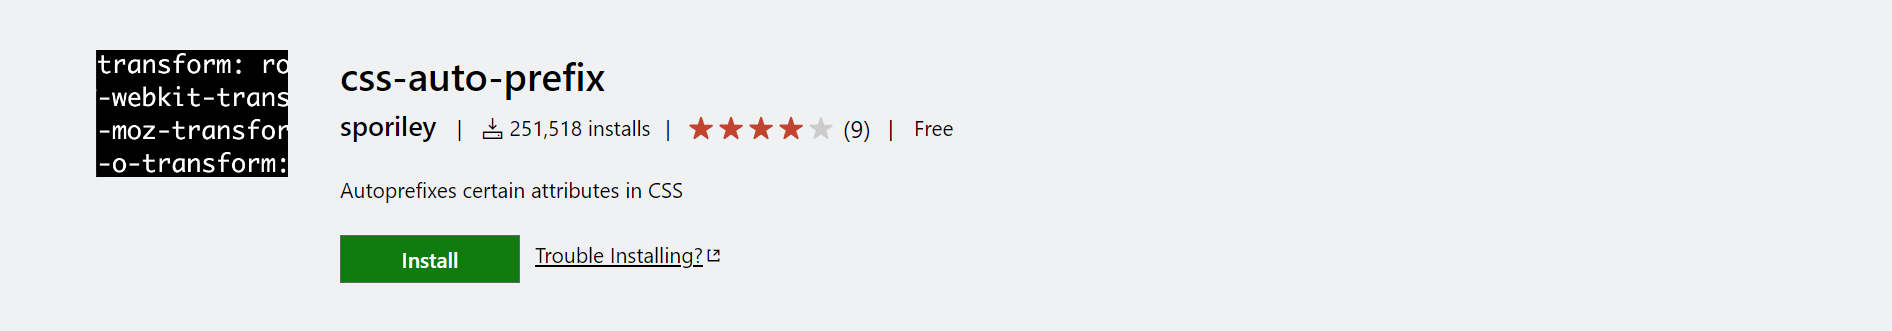 transform: ro
-webkit-trans
-moz-transfor
-o-transform:
css-auto-prefix
sporiley | 251,518 installs | (9) | Free
Autoprefixes certain attributes in CSS
Install Trouble Installing?